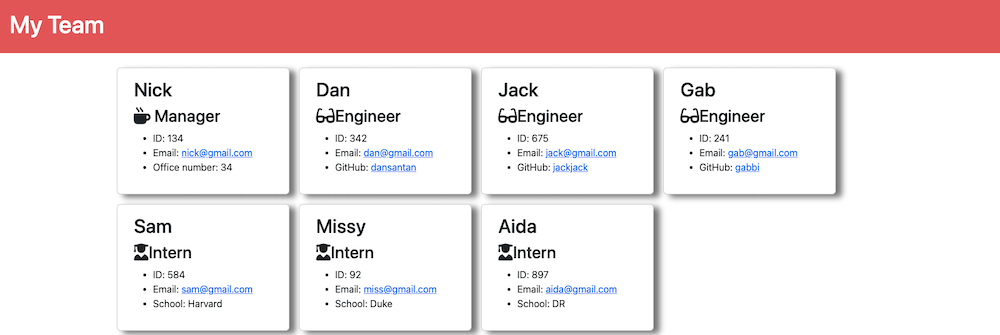 My Team
Nick
Manager
ID: 134
Email: nick@gmail.com
Office number: 34
Dan
Engineer
ID: 342
Email: dan@gmail.com
GitHub: dansantan
Jack
Engineer
ID: 675
Email: jack@gmail.com
GitHub: jackjack
Gab
Engineer
ID: 241
Email: gab@gmail.com
GitHub: gabbi
Sam
Intern
ID: 584
Email: sam@gmail.com
School: Harvard
Missy
Intern
ID: 92
Email: miss@gmail.com
School: Duke
Aida
Intern
ID: 897
Email: aida@gmail.com
School: DR